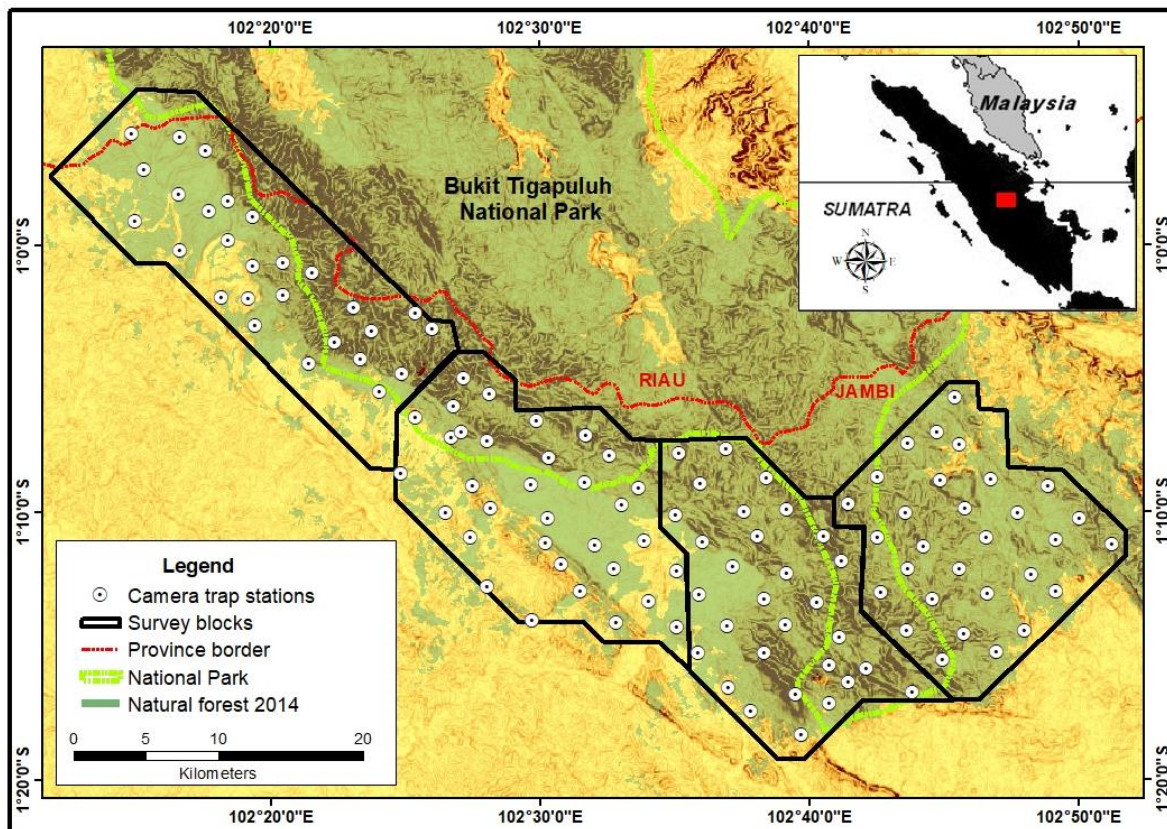 102°20'0"E
102°30'0"E
102°40'0"E
102°50'0"E
Malaysia
SUMATRA
N
W
E
S
Bukit Tigapuluh
National Park
1°0'0"S
1°0'0"S
RIAU
JAMBI
1°10'0"S
1°10'0"S
Legend
Camera trap stations
Survey blocks
Province border
National Park
Natural forest 2014
0
5
10
20
Kilometers
1°20'0"S
1°20'0"S
102°20'0"E
102°30'0"E
102°40'0"E
102°50'0"E